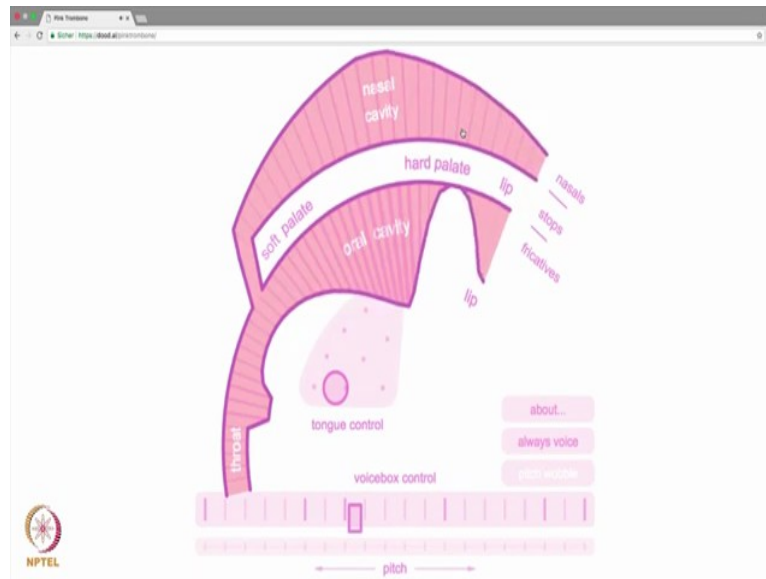 Pink Trombone
Sicher
https://dood.al/pinktrombone/
nasal
cavity
hard palate
lip
nasals
soft palate
stops
oral cavity
fricatives
lip
about...
tongue control
always voice
throat
pitch wobble
voicebox control
NPTEL
pitch